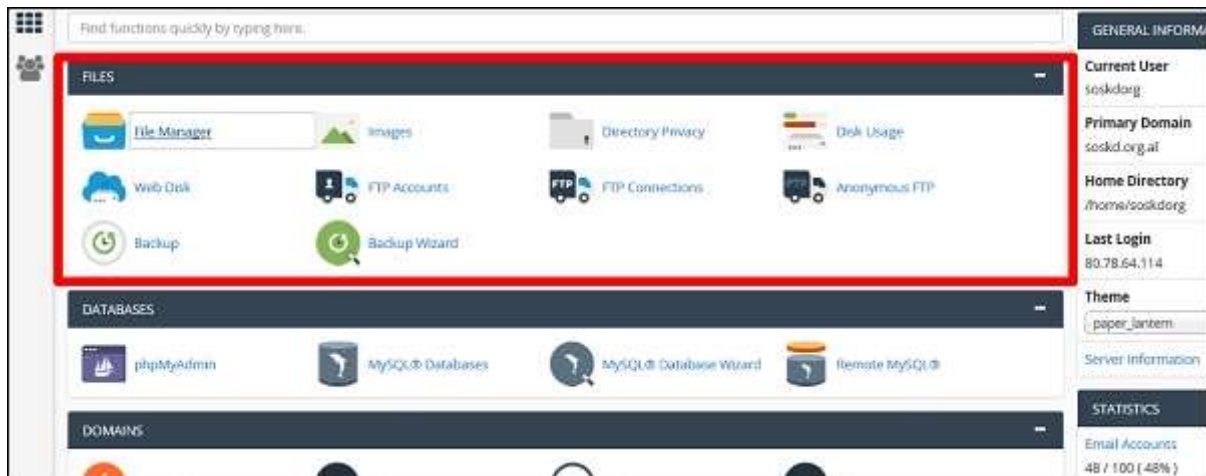 Find functions quickly by typing here.
FILES
File Manager
Images
Directory Privacy
Disk Usage
Web Disk
FTP Accounts
FTP Connections
Anonymous FTP
Backup
Backup Wizard
DATABASES
phpMyAdmin
MySQL® Databases
MySQL® Database Wizard
Remote MySQL®
DOMAINS
GENERAL INFORMA
Current User
soskdorg
Primary Domain
soskd.org.al
Home Directory
/home/soskdorg
Last Login
80.78.64.114
Theme
paper_lantern
Server Information
STATISTICS
Email Accounts
48 / 100 ( 48% )